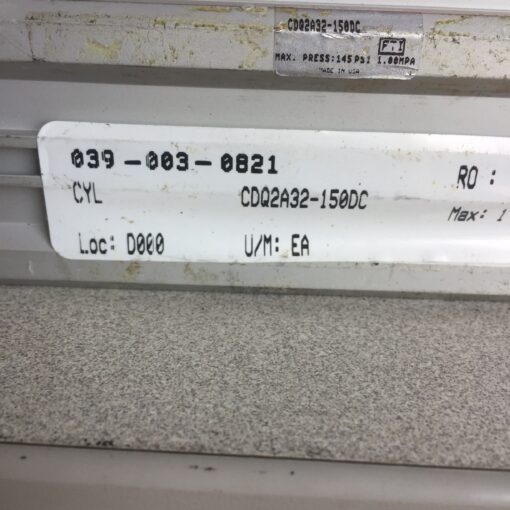 CDQ2A32-150DC
MAX. PRESS:145PSI 1.00MPA
MADE IN USA
039-003-0821
RO :
CYL CDQ2A32-150DC
Max:
Loc: D000 U/M: EA